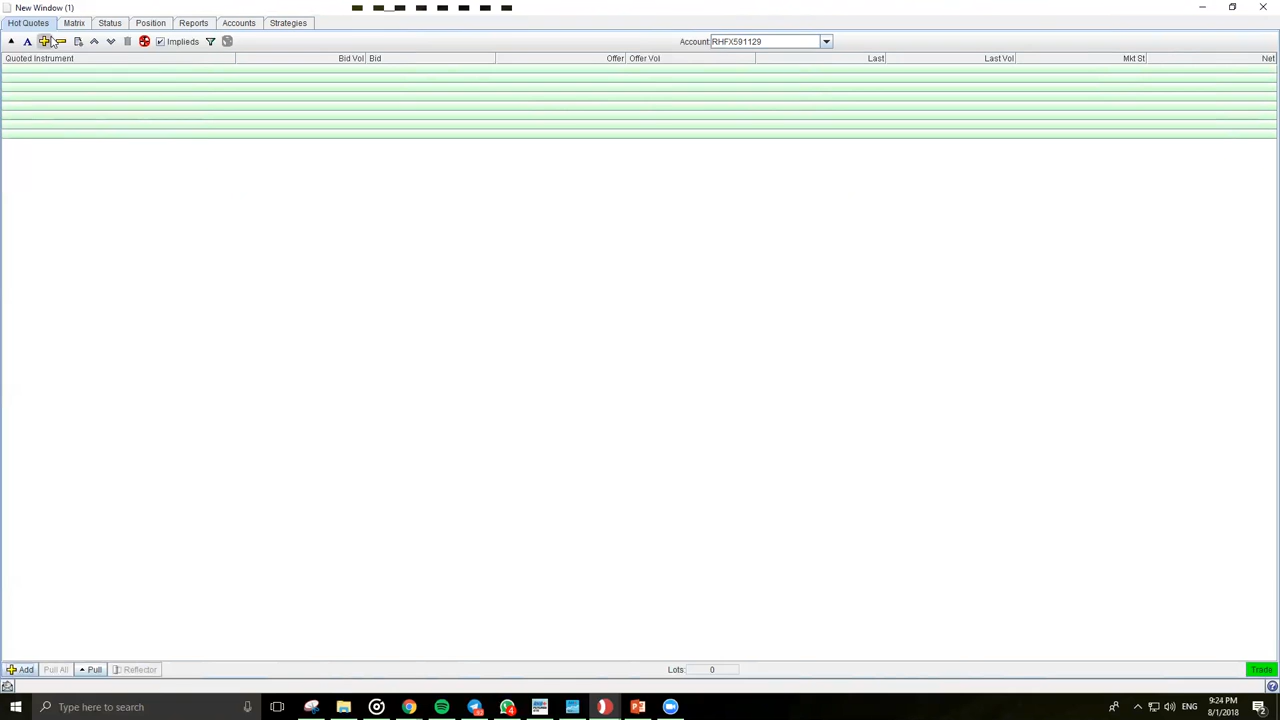 New Window (1)
Hot Quotes Matrix Status Position Reports Accounts Strategies
A Implieds Account: RHFX591129
Quoted Instrument Bid Vol Bid Offer Offer Vol Last Last Vol Mkt St Net
Add Pull All Pull Reflector Lots: 0 Trade
Type here to search ENG 9:24 PM
8/1/2018